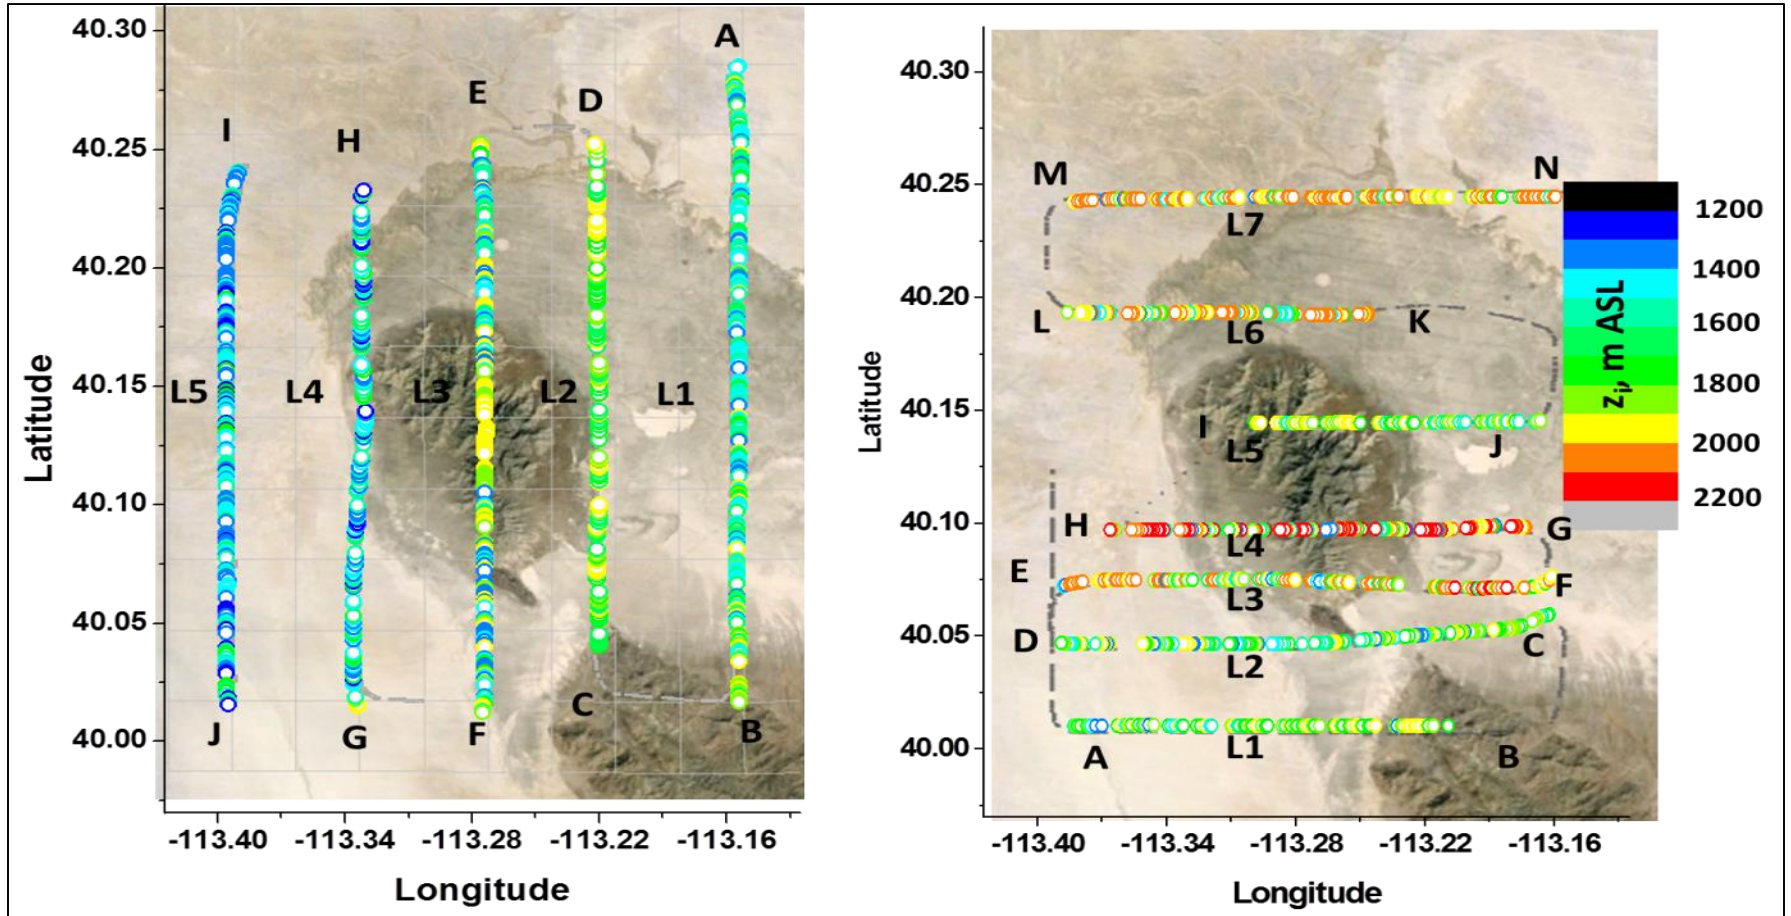 A
40.30
E
D
I
H
40.25
40.20
L5
L4
L3
L2
L1
40.15
40.10
40.05
40.00
J
G
F
C
B
-113.40
-113.34
-113.28
-113.22
-113.16
Latitude
Longitude
40.30
M
N
40.25
L7
40.20
L
L6
K
40.15
I
L5
J
40.10
H
L4
G
E
L3
F
40.05
D
L2
C
40.00
A
L1
B
-113.40
-113.34
-113.28
-113.22
-113.16
Latitude
Longitude
1200
1400
1600
1800
2000
2200
zi, m ASL